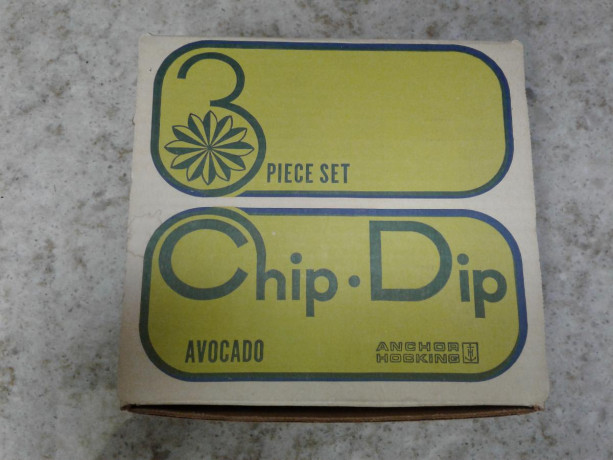 3
PIECE SET
Chip · Dip
AVOCADO
ANCHOR
HOCKING